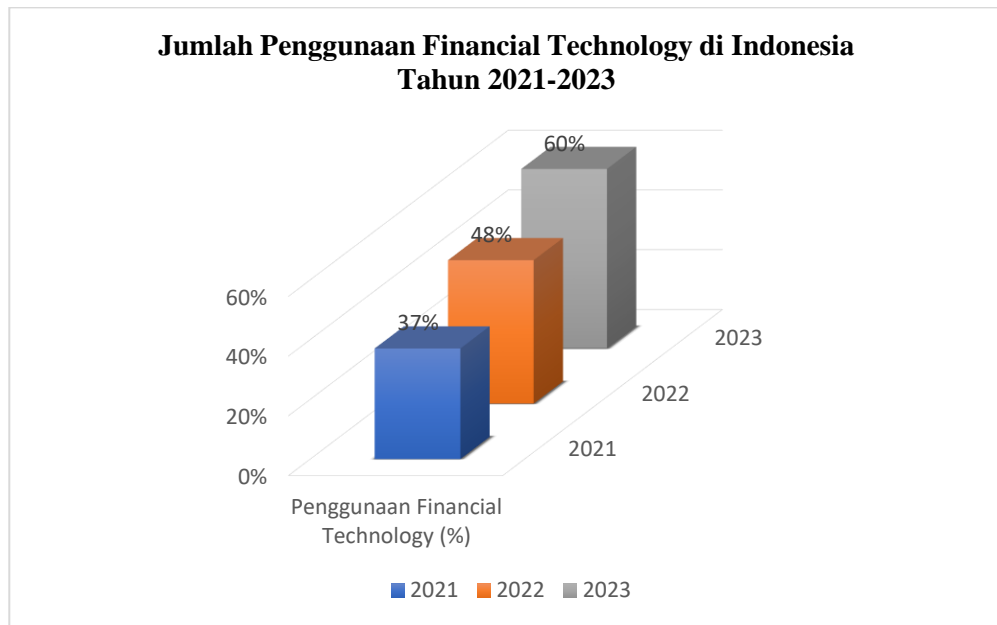 Jumlah Penggunaan Financial Technology di Indonesia
Tahun 2021-2023
60%
48%
37%
60%
40%
20%
0%
2023
2022
2021
Penggunaan Financial
Technology (%)
2021 2022 2023